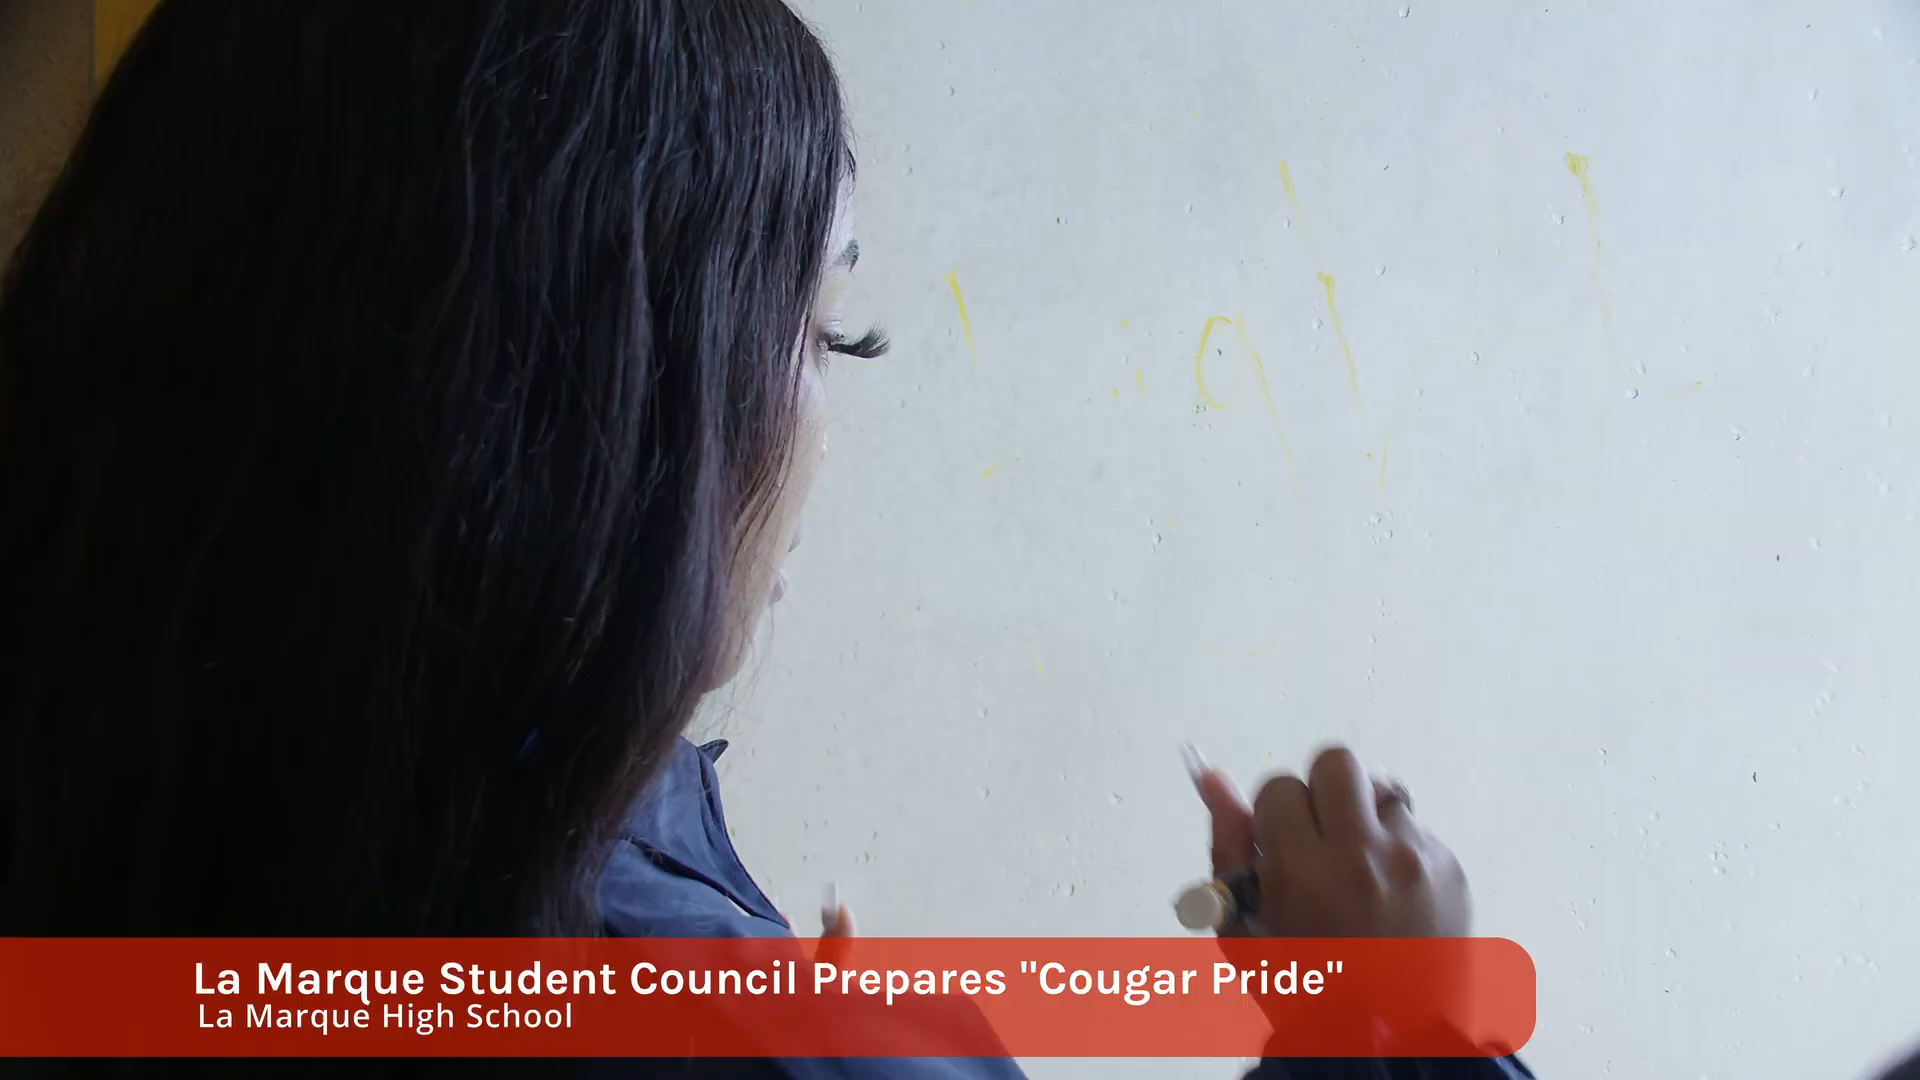 La Marque Student Council Prepares "Cougar Pride"
La Marque High School